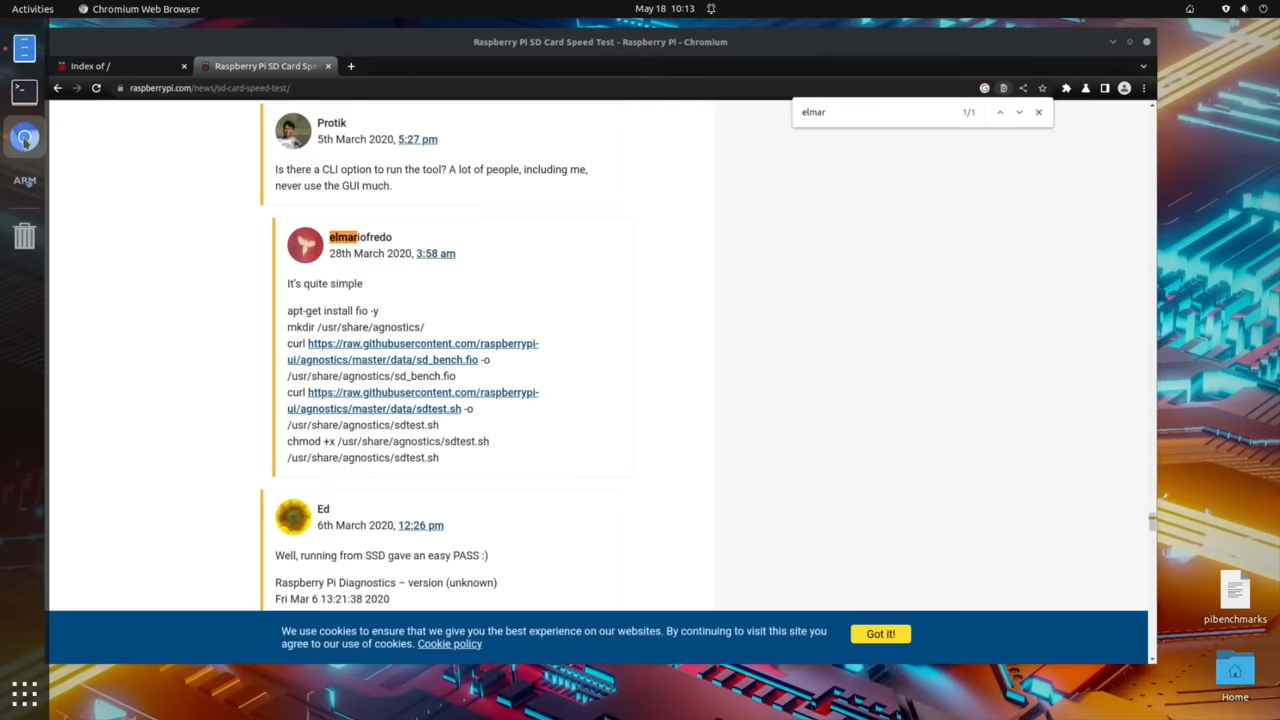 Activities
Chromium Web Browser
May 18 10:13
Raspberry Pi SD Card Speed Test - Raspberry Pi - Chromium
Index of /
Raspberry Pi SD Card Spe
raspberrypi.com/news/sd-card-speed-test/
elmar
1/1
Protik
5th March 2020, 5:27 pm
Is there a CLI option to run the tool? A lot of people, including me,
never use the GUI much.
elmariofredo
28th March 2020, 3:58 am
It's quite simple
apt-get install fio -y
mkdir /usr/share/agnostics/
curl https://raw.githubusercontent.com/raspberrypi-
ui/agnostics/master/data/sd_bench.fio -o
/usr/share/agnostics/sd_bench.fio
curl https://raw.githubusercontent.com/raspberrypi-
ui/agnostics/master/data/sdtest.sh -o
/usr/share/agnostics/sdtest.sh
chmod +x /usr/share/agnostics/sdtest.sh
/usr/share/agnostics/sdtest.sh
Ed
6th March 2020, 12:26 pm
Well, running from SSD gave an easy PASS :)
Raspberry Pi Diagnostics – version (unknown)
Fri Mar 6 13:21:38 2020
We use cookies to ensure that we give you the best experience on our websites. By continuing to visit this site you
agree to our use of cookies. Cookie policy
Got it!
ARM
pibenchmarks
Home